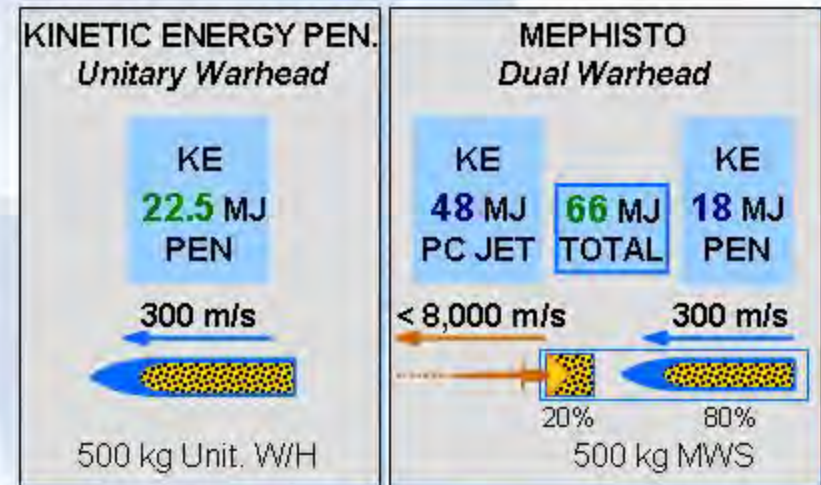 KINETIC ENERGY PEN.
Unitary Warhead
KE
22.5 MJ
PEN
300 m/s
500 kg Unit. W/H
MEPHISTO
Dual Warhead
KE
48 MJ
PC JET
66 MJ
TOTAL
KE
18 MJ
PEN
< 8,000 m/s
300 m/s
20%
80%
500 kg MWS